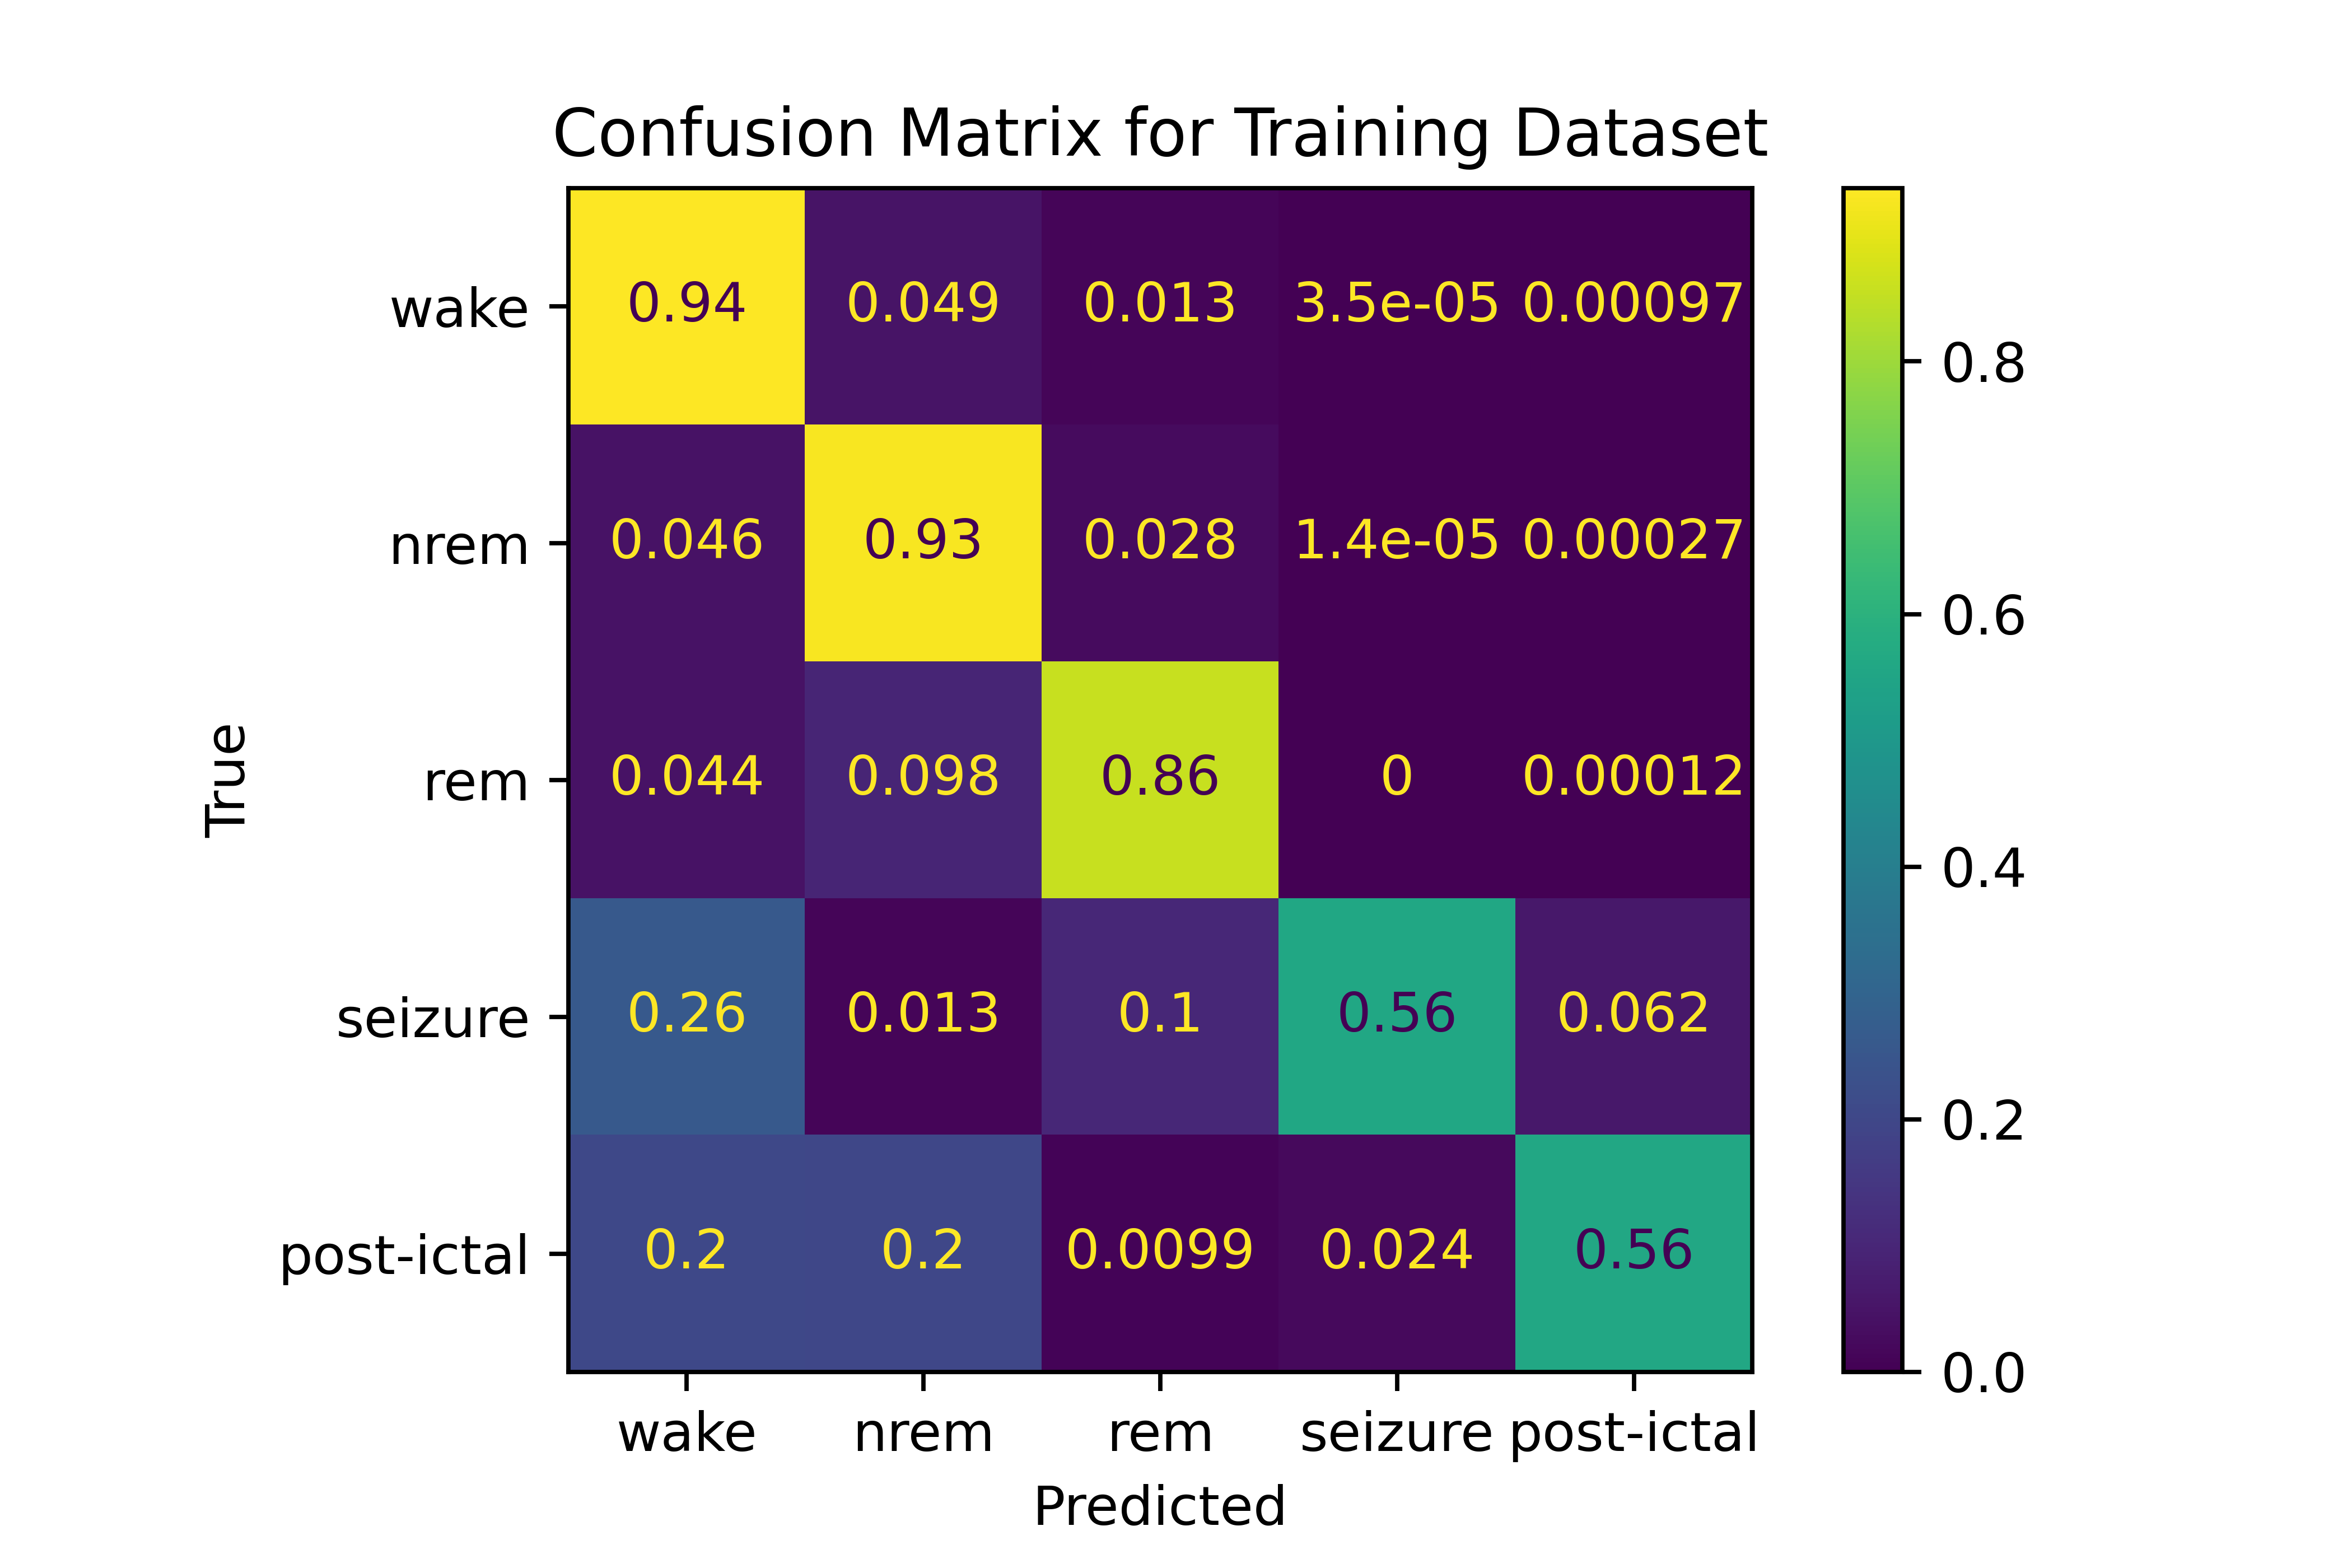 Confusion Matrix for Training Dataset
wake 0.94 0.049 0.013 3.5e-05 0.00097
0.8
nrem 0.046 0.93 0.028 1.4e-05 0.00027
0.6
True
rem 0.044 0.098 0.86 0 0.00012
0.4
seizure 0.26 0.013 0.1 0.56 0.062
0.2
post-ictal 0.2 0.2 0.0099 0.024 0.56
0.0
wake nrem rem seizure post-ictal
Predicted